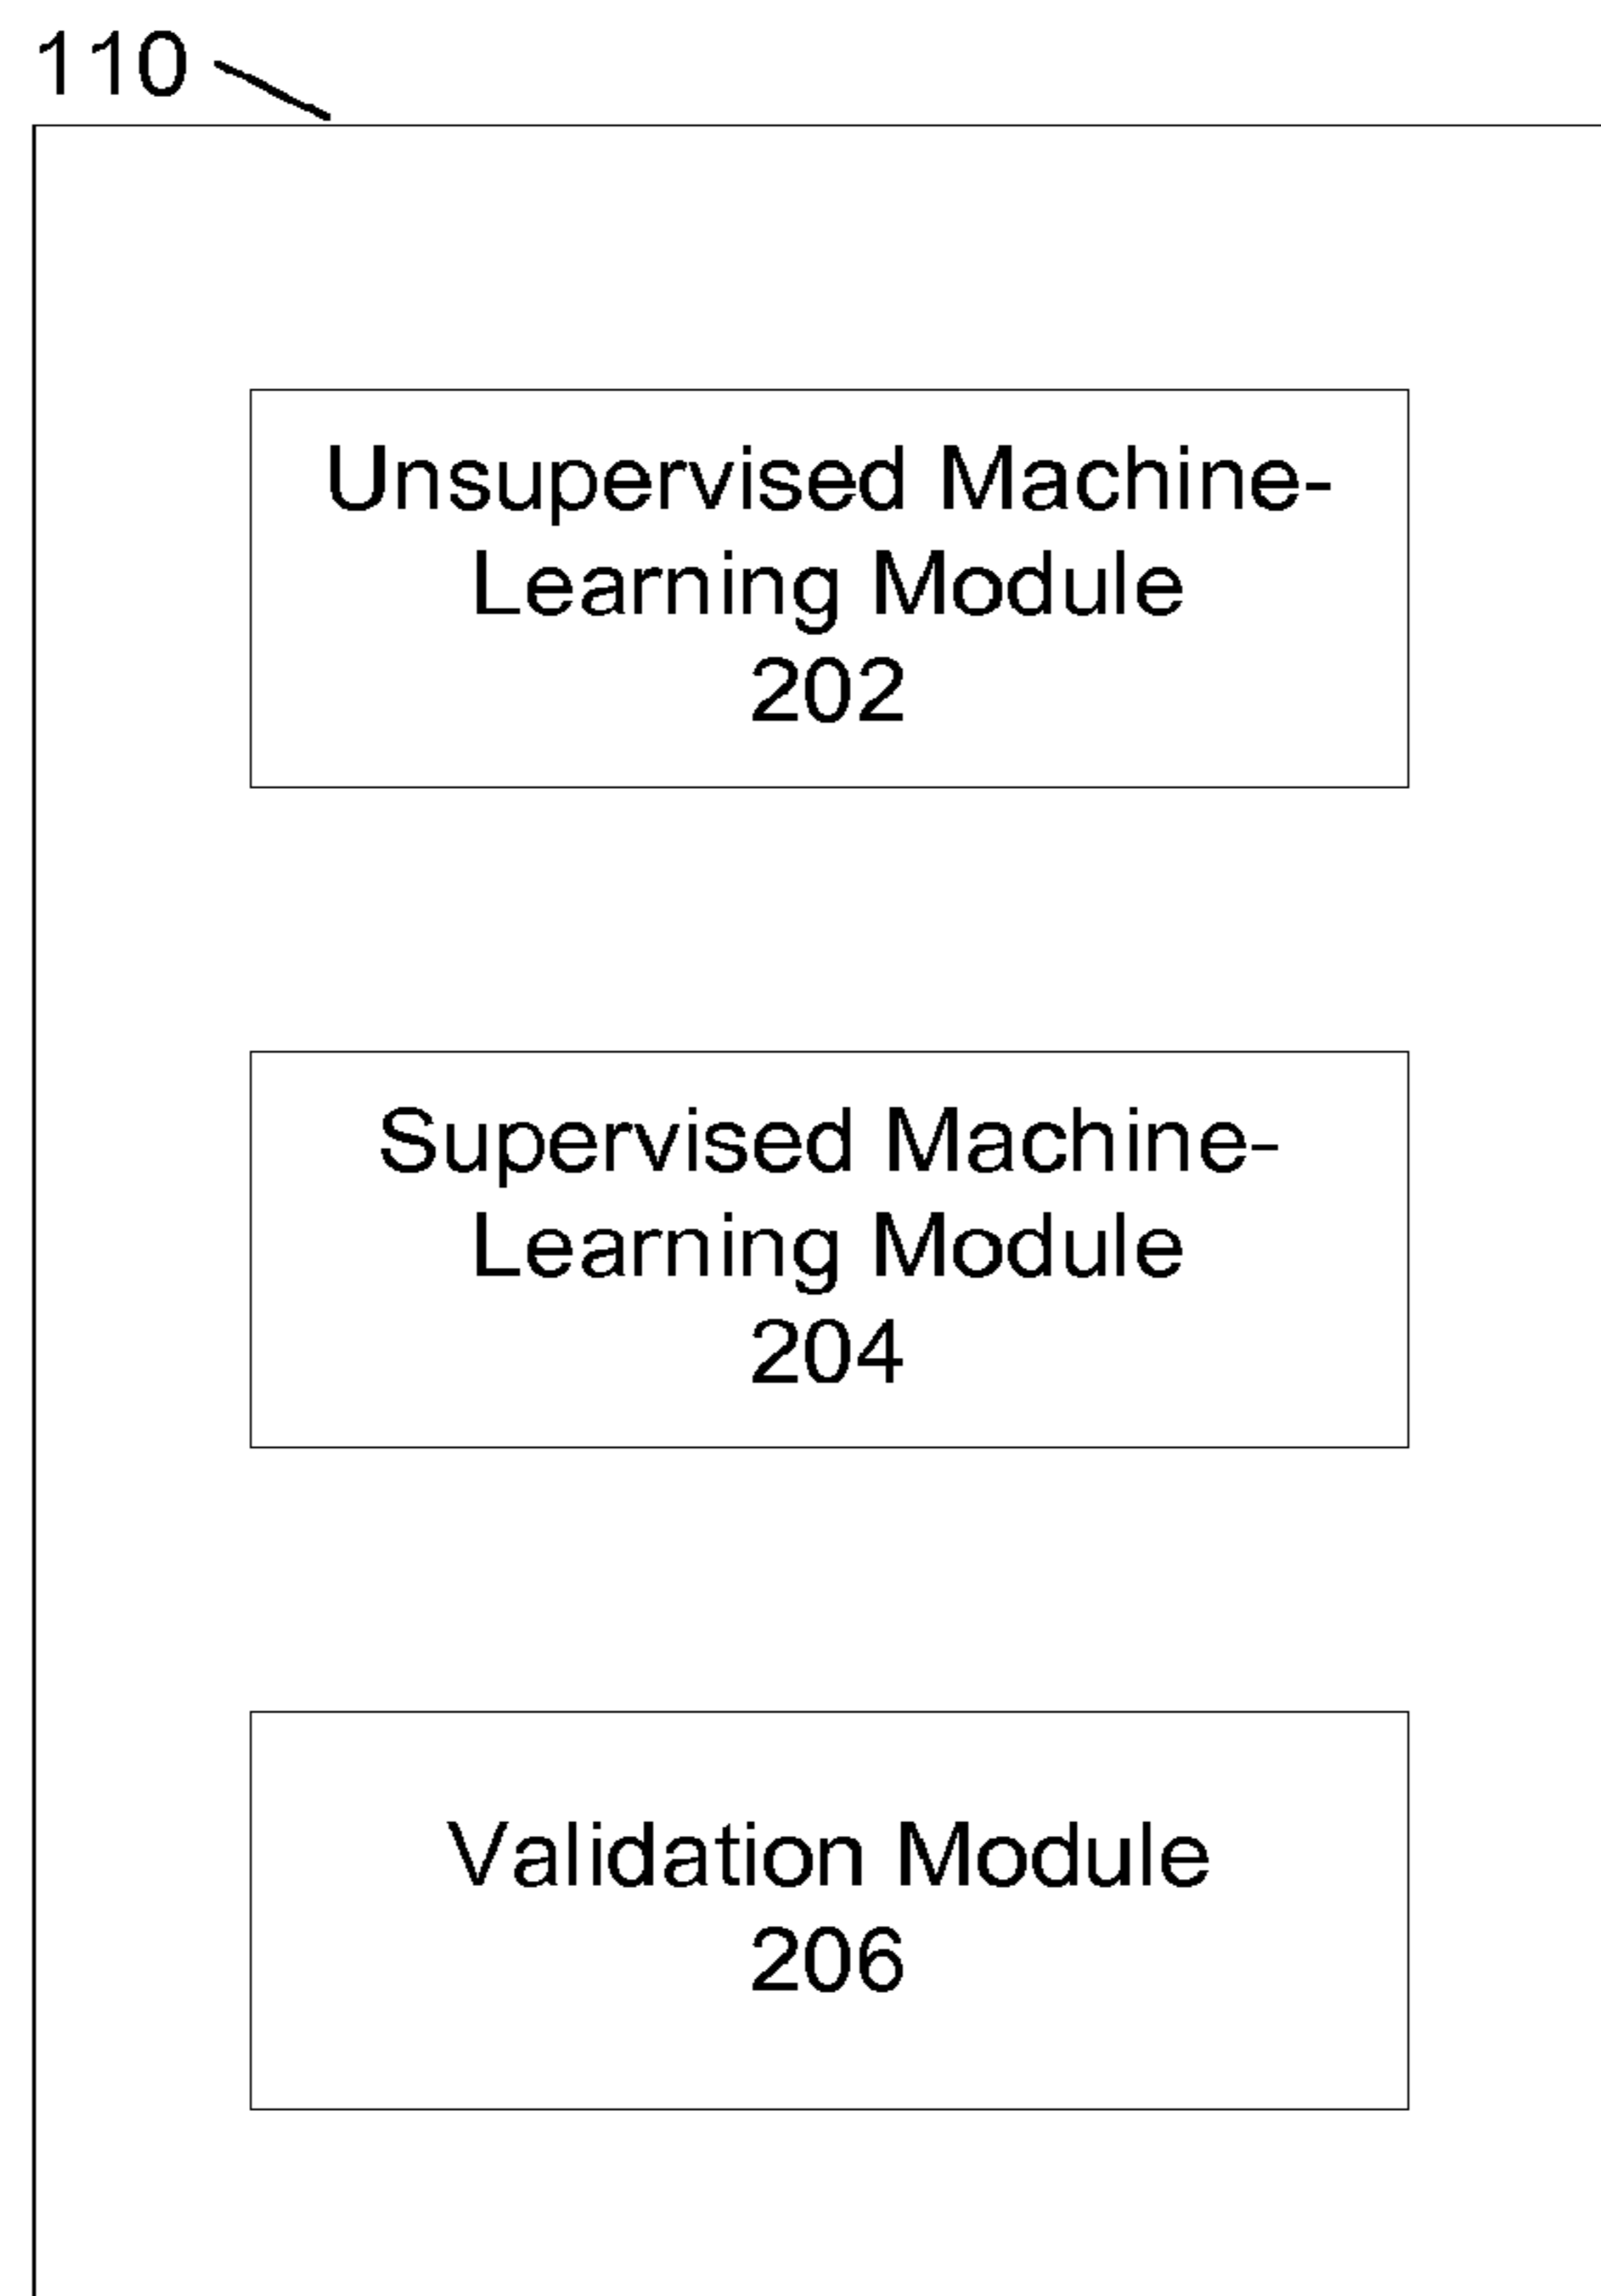 110
Unsupervised Machine-
Learning Module
202
Supervised Machine-
Learning Module
204
Validation Module
206